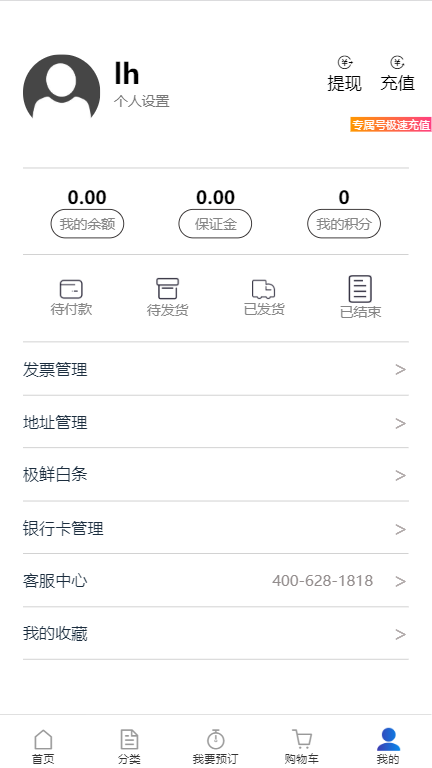 lh
个人设置
提现
充值
专属号极速充值
0.00
0.00
0
我的余额
保证金
我的积分
待付款
待发货
已发货
已结束
发票管理 >
地址管理 >
极鲜白条 >
银行卡管理 >
客服中心 400-628-1818 >
我的收藏 >
首页
分类
我要预订
购物车
我的